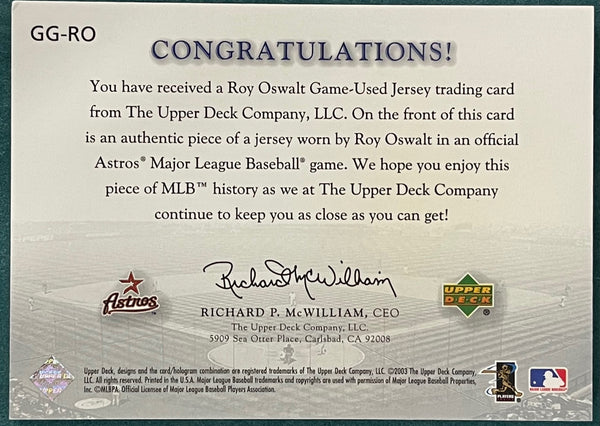 GG-RO
CONGRATULATIONS!
You have received a Roy Oswalt Game-Used Jersey trading card
from The Upper Deck Company, LLC. On the front of this card
is an authentic piece of a jersey worn by Roy Oswalt in an official
Astros® Major League Baseball® game. We hope you enjoy this
piece of MLB™ history as we at The Upper Deck Company
continue to keep you as close as you can get!
Richard P. McWilliam
Astros
UPPER
DECK®
RICHARD P. McWILLIAM, CEO
The Upper Deck Company, LLC.
5909 Sea Otter Place, Carlsbad, CA 92008
Upper Deck, designs and the card/hologram combination are registered trademarks of The Upper Deck Company, LLC. ©2003 The Upper Deck Company,
LLC. All rights reserved. Printed in the U.S.A. Major League Baseball trademarks and copyrights are used with permission of Major League Baseball Properties,
Inc. ©MLBPA. Official Licensee of Major League Baseball Players Association.
PLAYERS
MAJOR LEAGUE BASEBALL